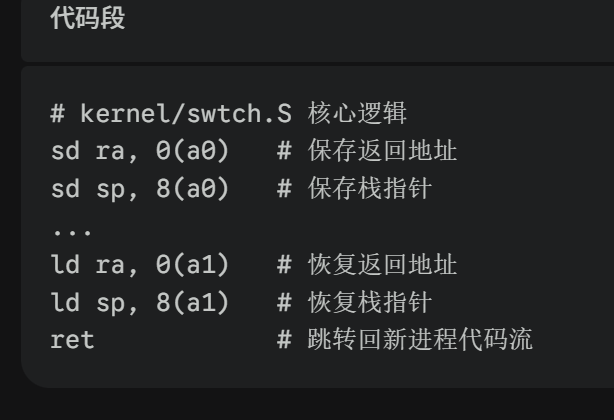 代码段
# kernel/swtch.S 核心逻辑
sd ra, 0(a0)   # 保存返回地址
sd sp, 8(a0)   # 保存栈指针
...
ld ra, 0(a1)   # 恢复返回地址
ld sp, 8(a1)   # 恢复栈指针
ret            # 跳转回新进程代码流